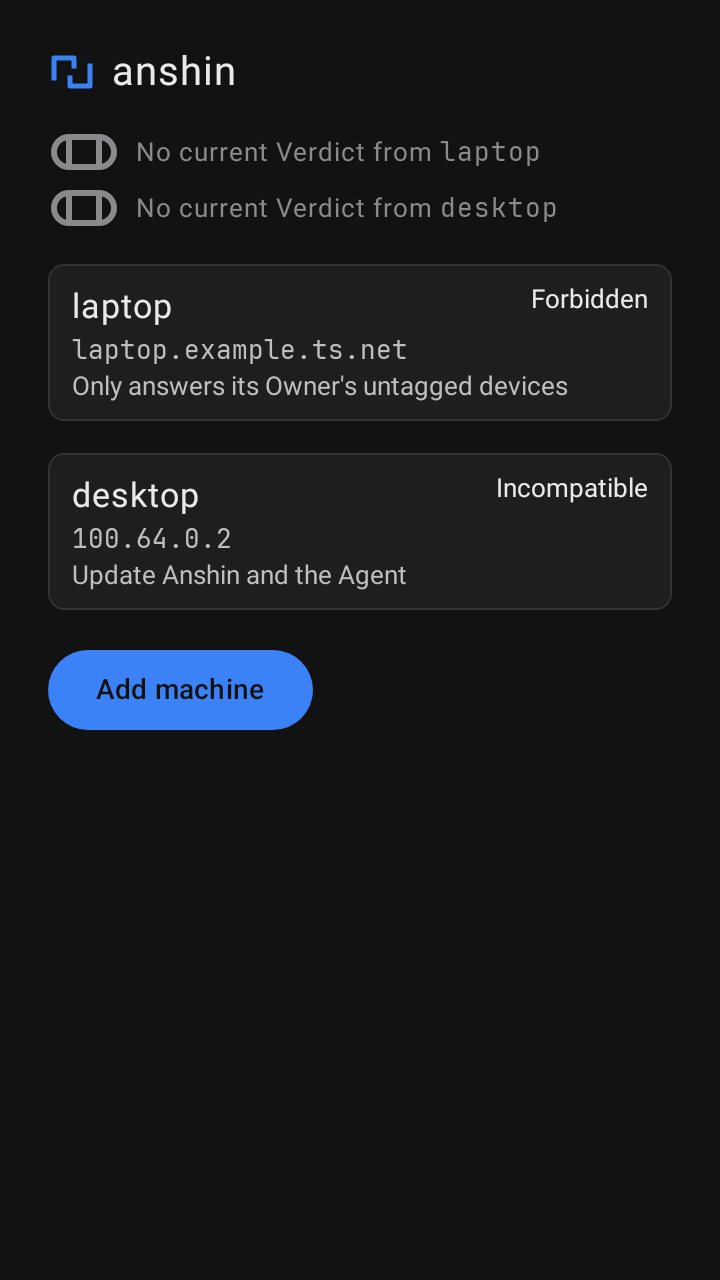 anshin
No current Verdict from laptop
No current Verdict from desktop
laptop
Forbidden
laptop.example.ts.net
Only answers its Owner's untagged devices
desktop
Incompatible
100.64.0.2
Update Anshin and the Agent
Add machine